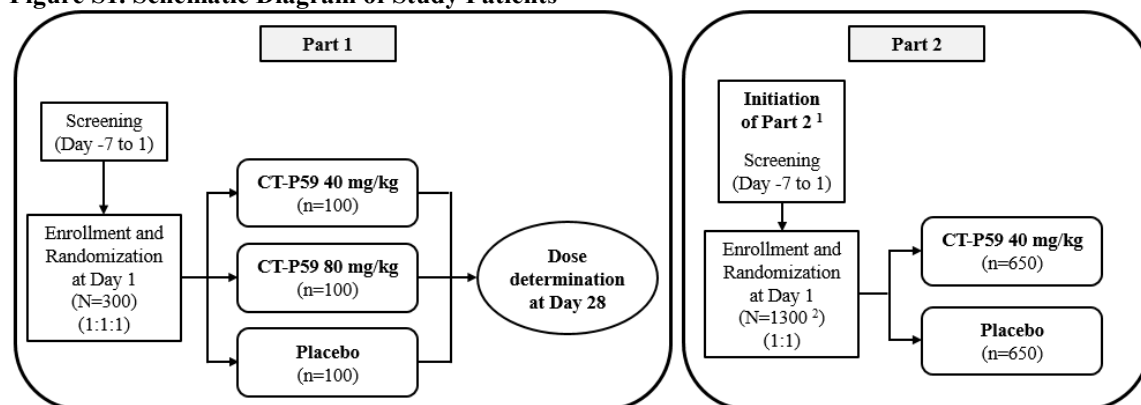 Figure S1. Schematic Diagram of Study Patients
Part 1
Screening
(Day -7 to 1)
Enrollment and
Randomization
at Day 1
(N=300)
(1:1:1)
CT-P59 40 mg/kg
(n=100)
CT-P59 80 mg/kg
(n=100)
Placebo
(n=100)
Dose
determination
at Day 28
Part 2
Initiation
of Part 2 ¹
Screening
(Day -7 to 1)
Enrollment and
Randomization
at Day 1
(N=1300 ²)
(1:1)
CT-P59 40 mg/kg
(n=650)
Placebo
(n=650)